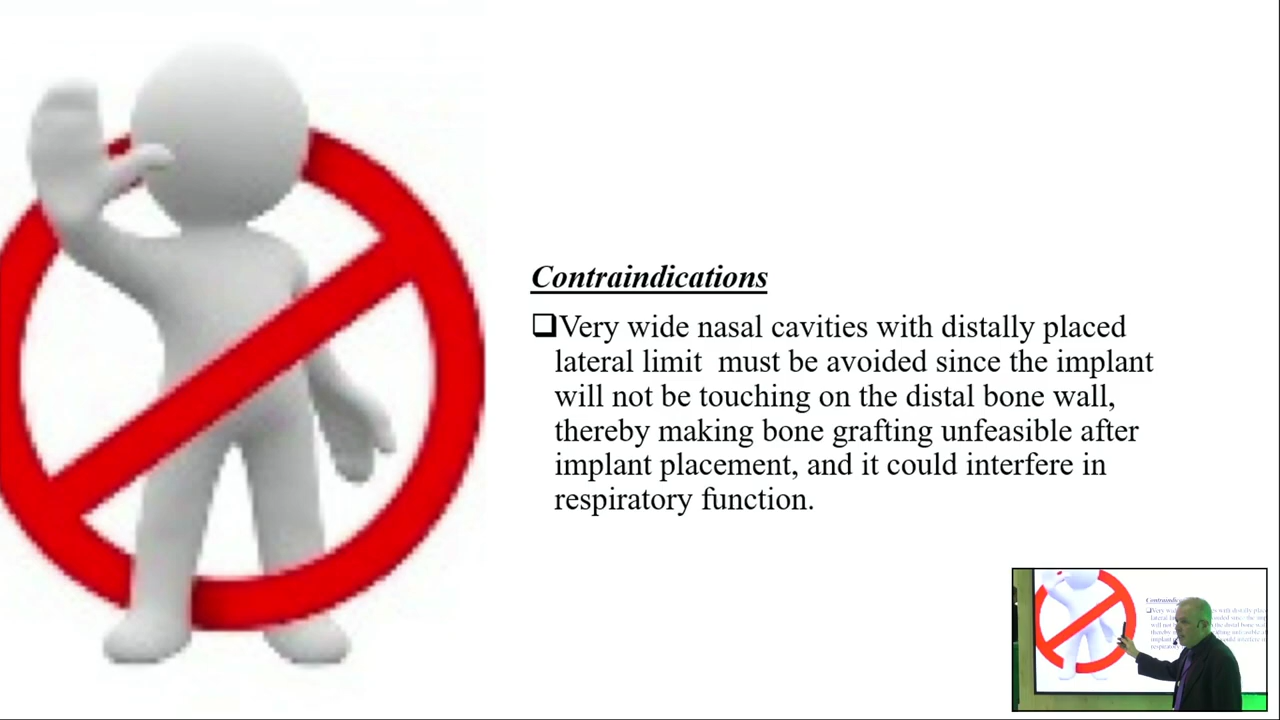 Contraindications
❑Very wide nasal cavities with distally placed
lateral limit  must be avoided since the implant
will not be touching on the distal bone wall,
thereby making bone grafting unfeasible after
implant placement, and it could interfere in
respiratory function.